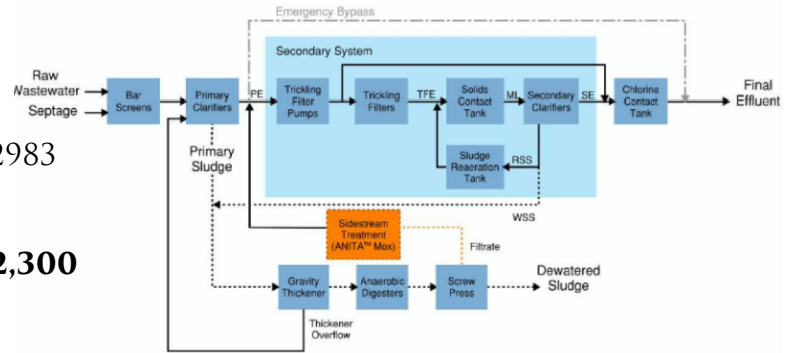 Emergency Bypass
Secondary System
Raw
Wastewater
Septage
Bar
Screens
Primary
Clarifiers
PE
Trickling
Filter
Pumps
Trickling
Filters
TFE
Solids
Contact
Tank
ML
Secondary
Clarifiers
SE
Chlorine
Contact
Tank
Final
Effluent
2983
Primary
Sludge
Sludge
Reaeration
Tank
RSS
WSS
2,300
Sidestream
Treatment
(ANITA™ Mox)
Filtrate
Gravity
Thickener
Anaerobic
Digesters
Screw
Press
Dewatered
Sludge
Thickener
Overflow